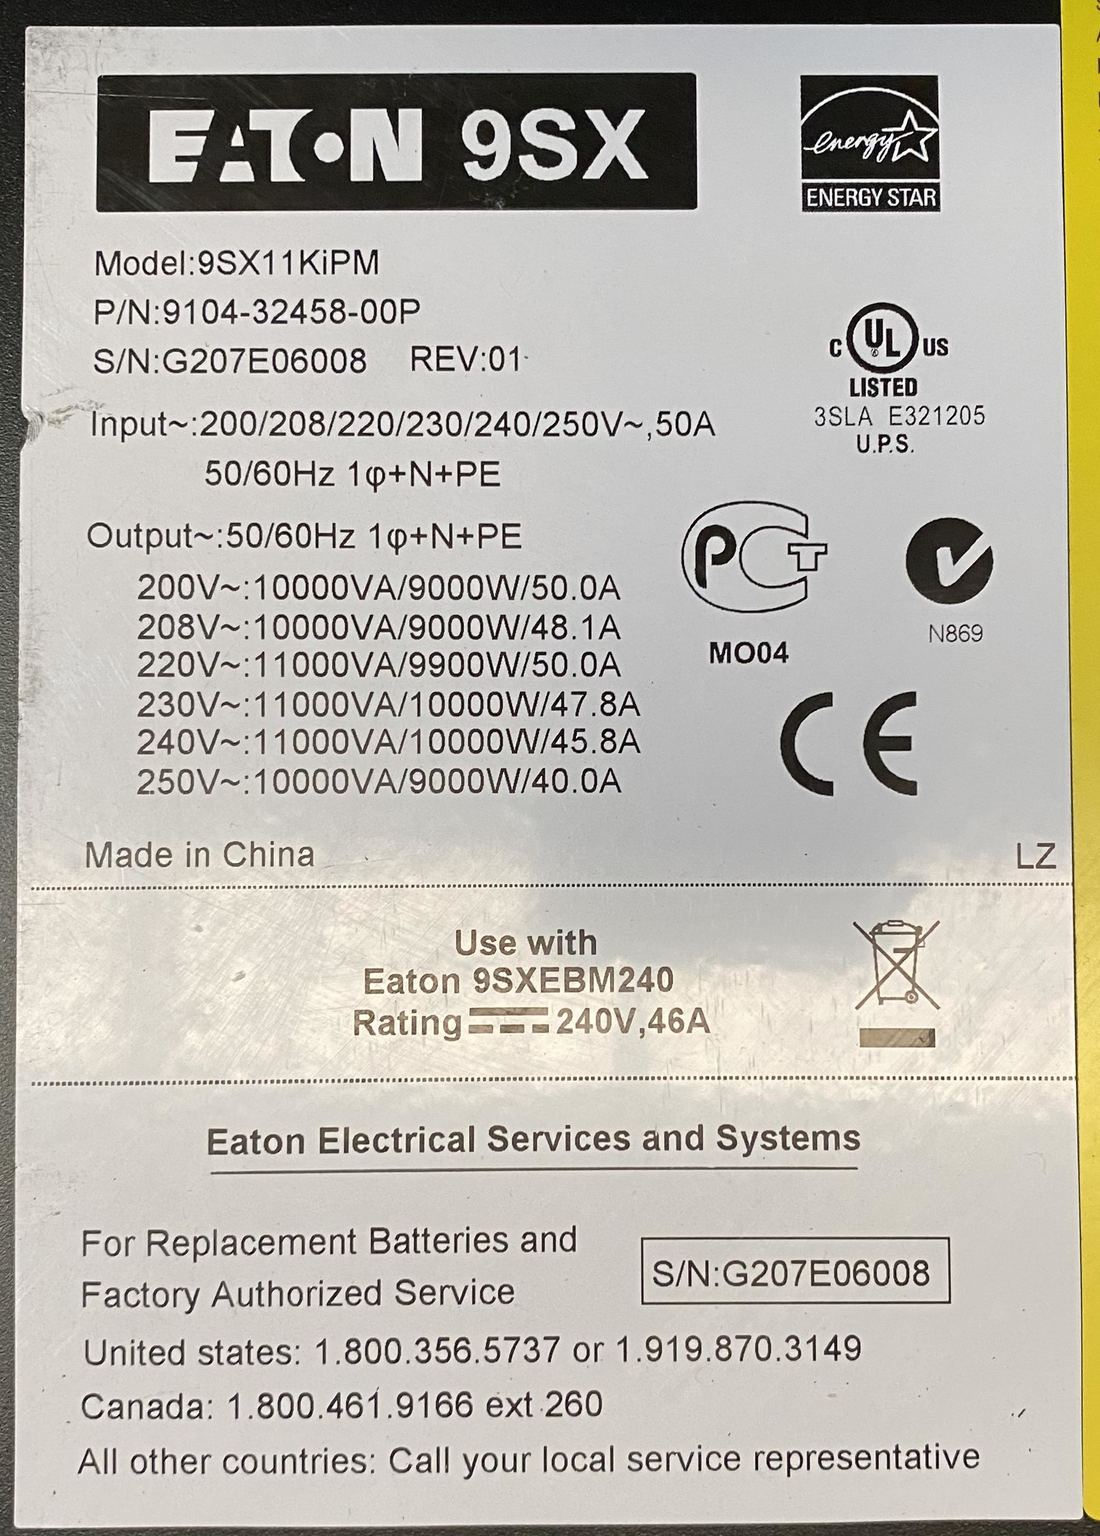 EATON 9SX
energy
ENERGY STAR
Model:9SX11KiPM
P/N:9104-32458-00P
S/N:G207E06008 REV:01
C UL US
LISTED
3SLA E321205
U.P.S.
Input~:200/208/220/230/240/250V~,50A
50/60Hz 1φ+N+PE
Output~:50/60Hz 1φ+N+PE
200V~:10000VA/9000W/50.0A
208V~:10000VA/9000W/48.1A
220V~:11000VA/9900W/50.0A
230V~:11000VA/10000W/47.8A
240V~:11000VA/10000W/45.8A
250V~:10000VA/9000W/40.0A
РСТ
MO04
N869
CE
Made in China LZ
Use with
Eaton 9SXEBM240
Rating 240V,46A
Eaton Electrical Services and Systems
For Replacement Batteries and
Factory Authorized Service
S/N:G207E06008
United states: 1.800.356.5737 or 1.919.870.3149
Canada: 1.800.461.9166 ext 260
All other countries: Call your local service representative